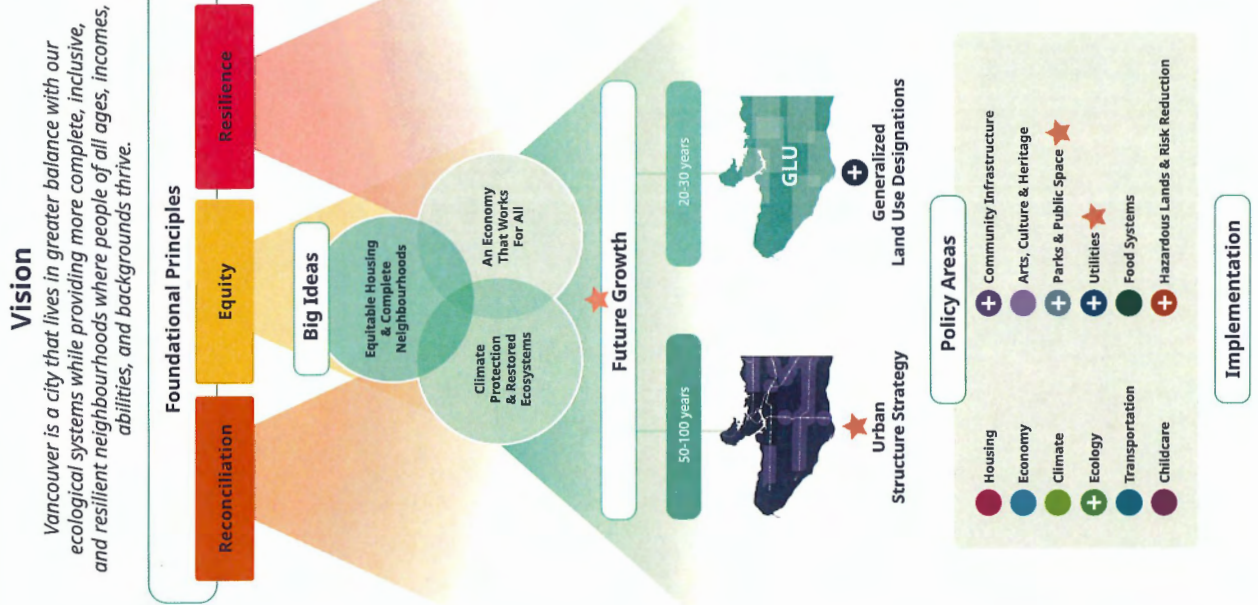 Vision
Vancouver is a city that lives in greater balance with our
ecological systems while providing more complete, inclusive,
and resilient neighbourhoods where people of all ages, incomes,
abilities, and backgrounds thrive.
Foundational Principles
Reconciliation
Equity
Resilience
Big Ideas
Equitable Housing
& Complete
Neighbourhoods
Climate
Protection
& Restored
Ecosystems
An Economy
That Works
For All
Future Growth
50-100 years
20-30 years
GLU
Urban
Structure Strategy
Generalized
Land Use Designations
Policy Areas
Housing
Economy
Climate
Ecology
Transportation
Childcare
Community Infrastructure
Arts, Culture & Heritage
Parks & Public Space
Utilities
Food Systems
Hazardous Lands & Risk Reduction
Implementation